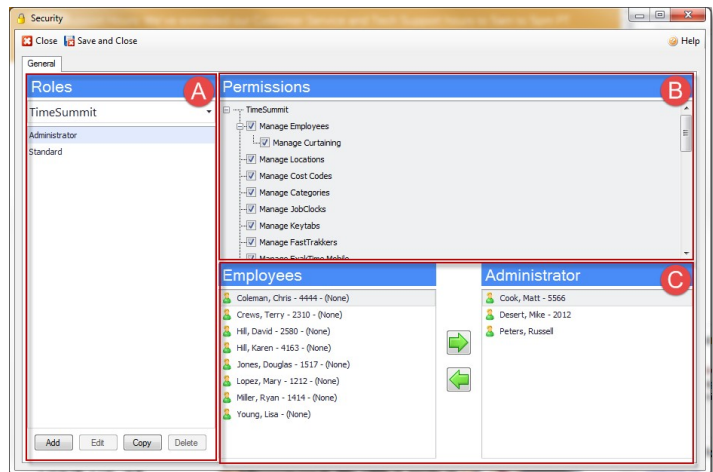 Security
Close Save and Close
Help
General
Roles
A
TimeSummit
Administrator
Standard
Add Edit Copy Delete
Permissions
B
TimeSummit
Manage Employees
Manage Curtaining
Manage Locations
Manage Cost Codes
Manage Categories
Manage JobClocks
Manage Keytabs
Manage FastTrakkers
Manage ExakTime Mobile
Employees
Coleman, Chris - 4444 - (None)
Crews, Terry - 2310 - (None)
Hill, David - 2580 - (None)
Hill, Karen - 4163 - (None)
Jones, Douglas - 1517 - (None)
Lopez, Mary - 1212 - (None)
Miller, Ryan - 1414 - (None)
Young, Lisa - (None)
Administrator
C
Cook, Matt - 5566
Desert, Mike - 2012
Peters, Russell